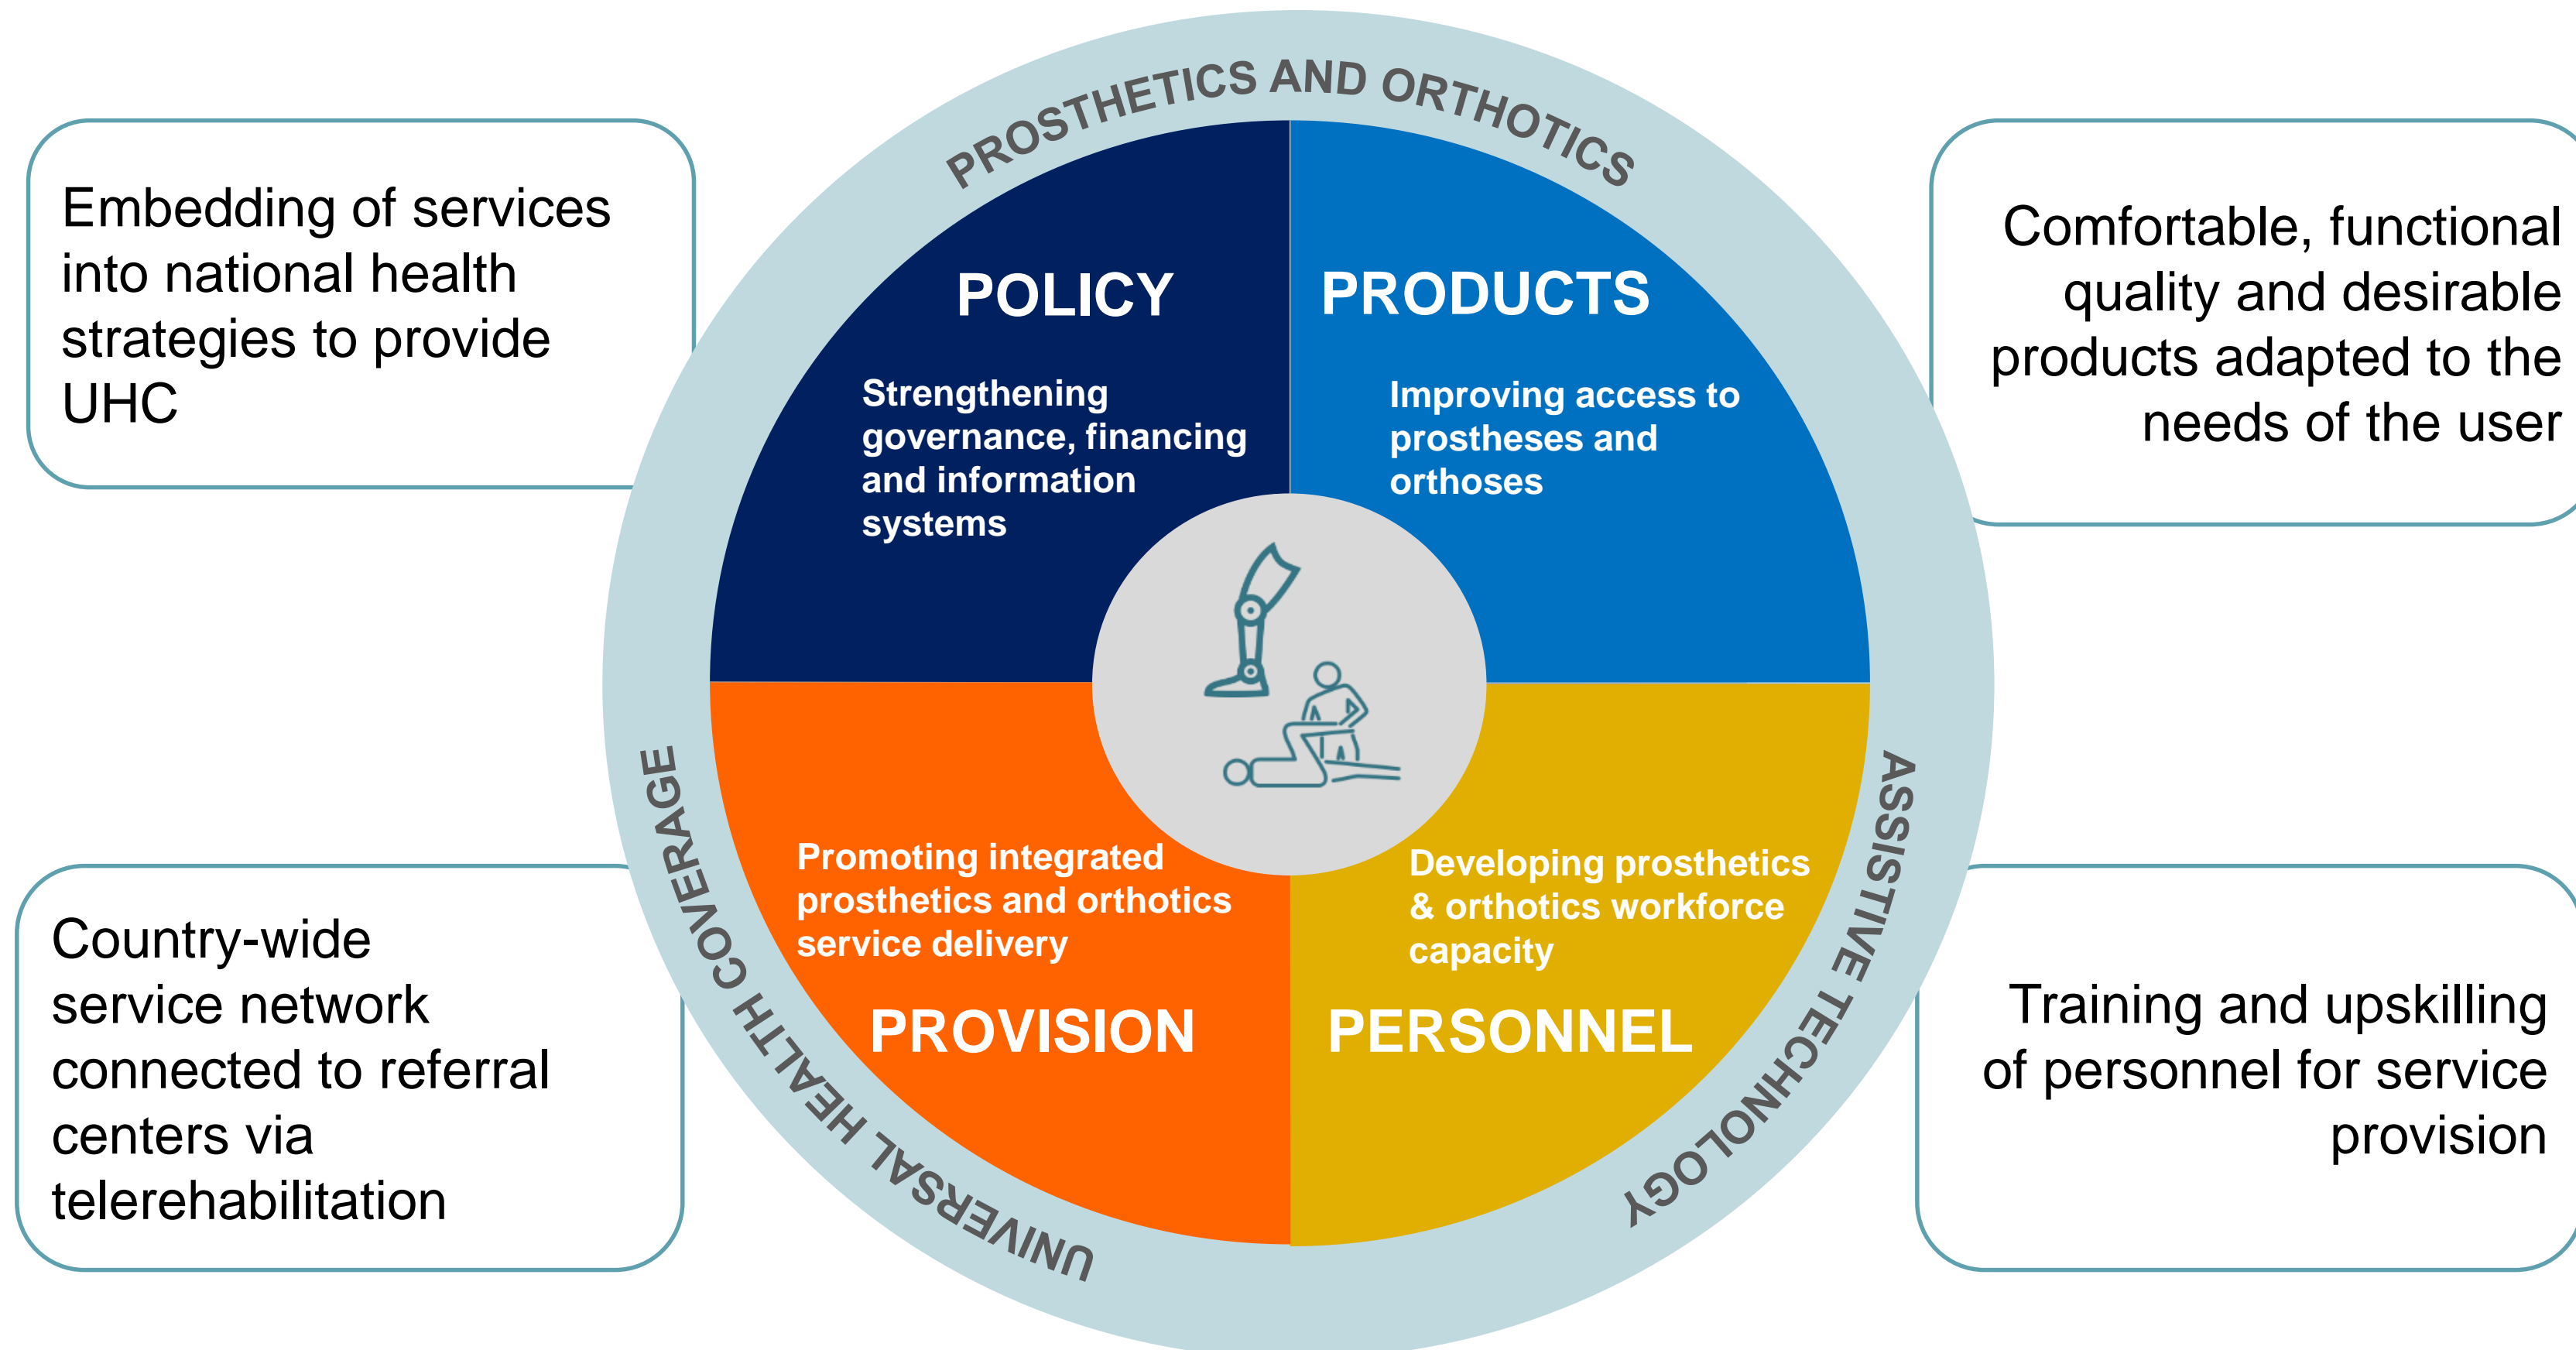 PROSTHETICS AND ORTHOTICS
Embedding of services
into national health
strategies to provide
UHC
POLICY
Strengthening
governance, financing
and information
systems
PRODUCTS
Improving access to
prostheses and
orthoses
Comfortable, functional
quality and desirable
products adapted to the
needs of the user
UNIVERSAL HEALTH COVERAGE
ASSISTIVE TECHNOLOGY
Country-wide
service network
connected to referral
centers via
telerehabilitation
Promoting integrated
prosthetics and orthotics
service delivery
PROVISION
Developing prosthetics
& orthotics workforce
capacity
PERSONNEL
Training and upskilling
of personnel for service
provision